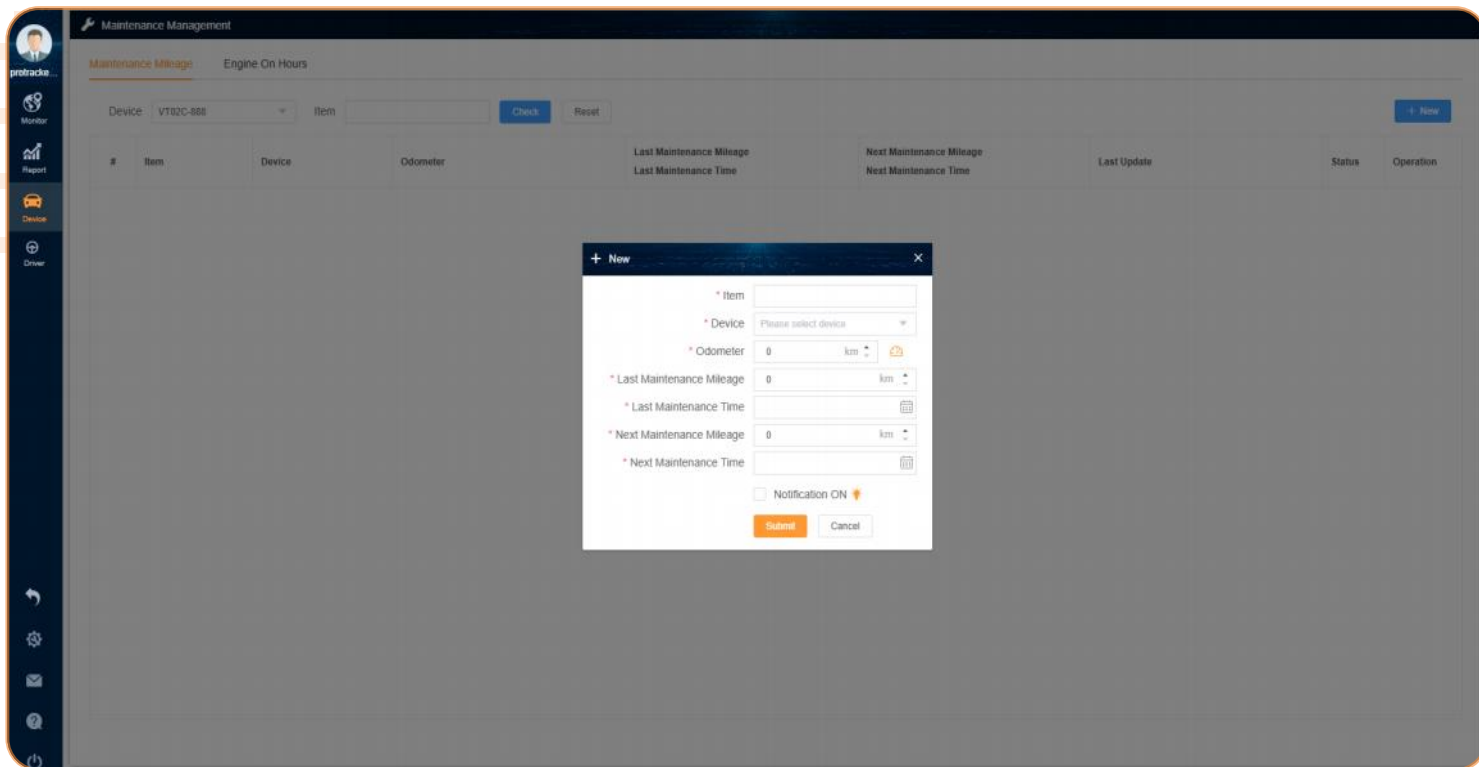 Maintenance Management
protracke...
Maintenance Mileage Engine On Hours
Monitor
Device VT02C-888 Item Check Reset + New
Report
# Item Device Odometer Last Maintenance Mileage Next Maintenance Mileage Last Update Status Operation
Last Maintenance Time Next Maintenance Time
Device
Driver
+ New ×
* Item
* Device Please select device
* Odometer 0 km
* Last Maintenance Mileage 0 km
* Last Maintenance Time
* Next Maintenance Mileage 0 km
* Next Maintenance Time
Notification ON
Submit Cancel